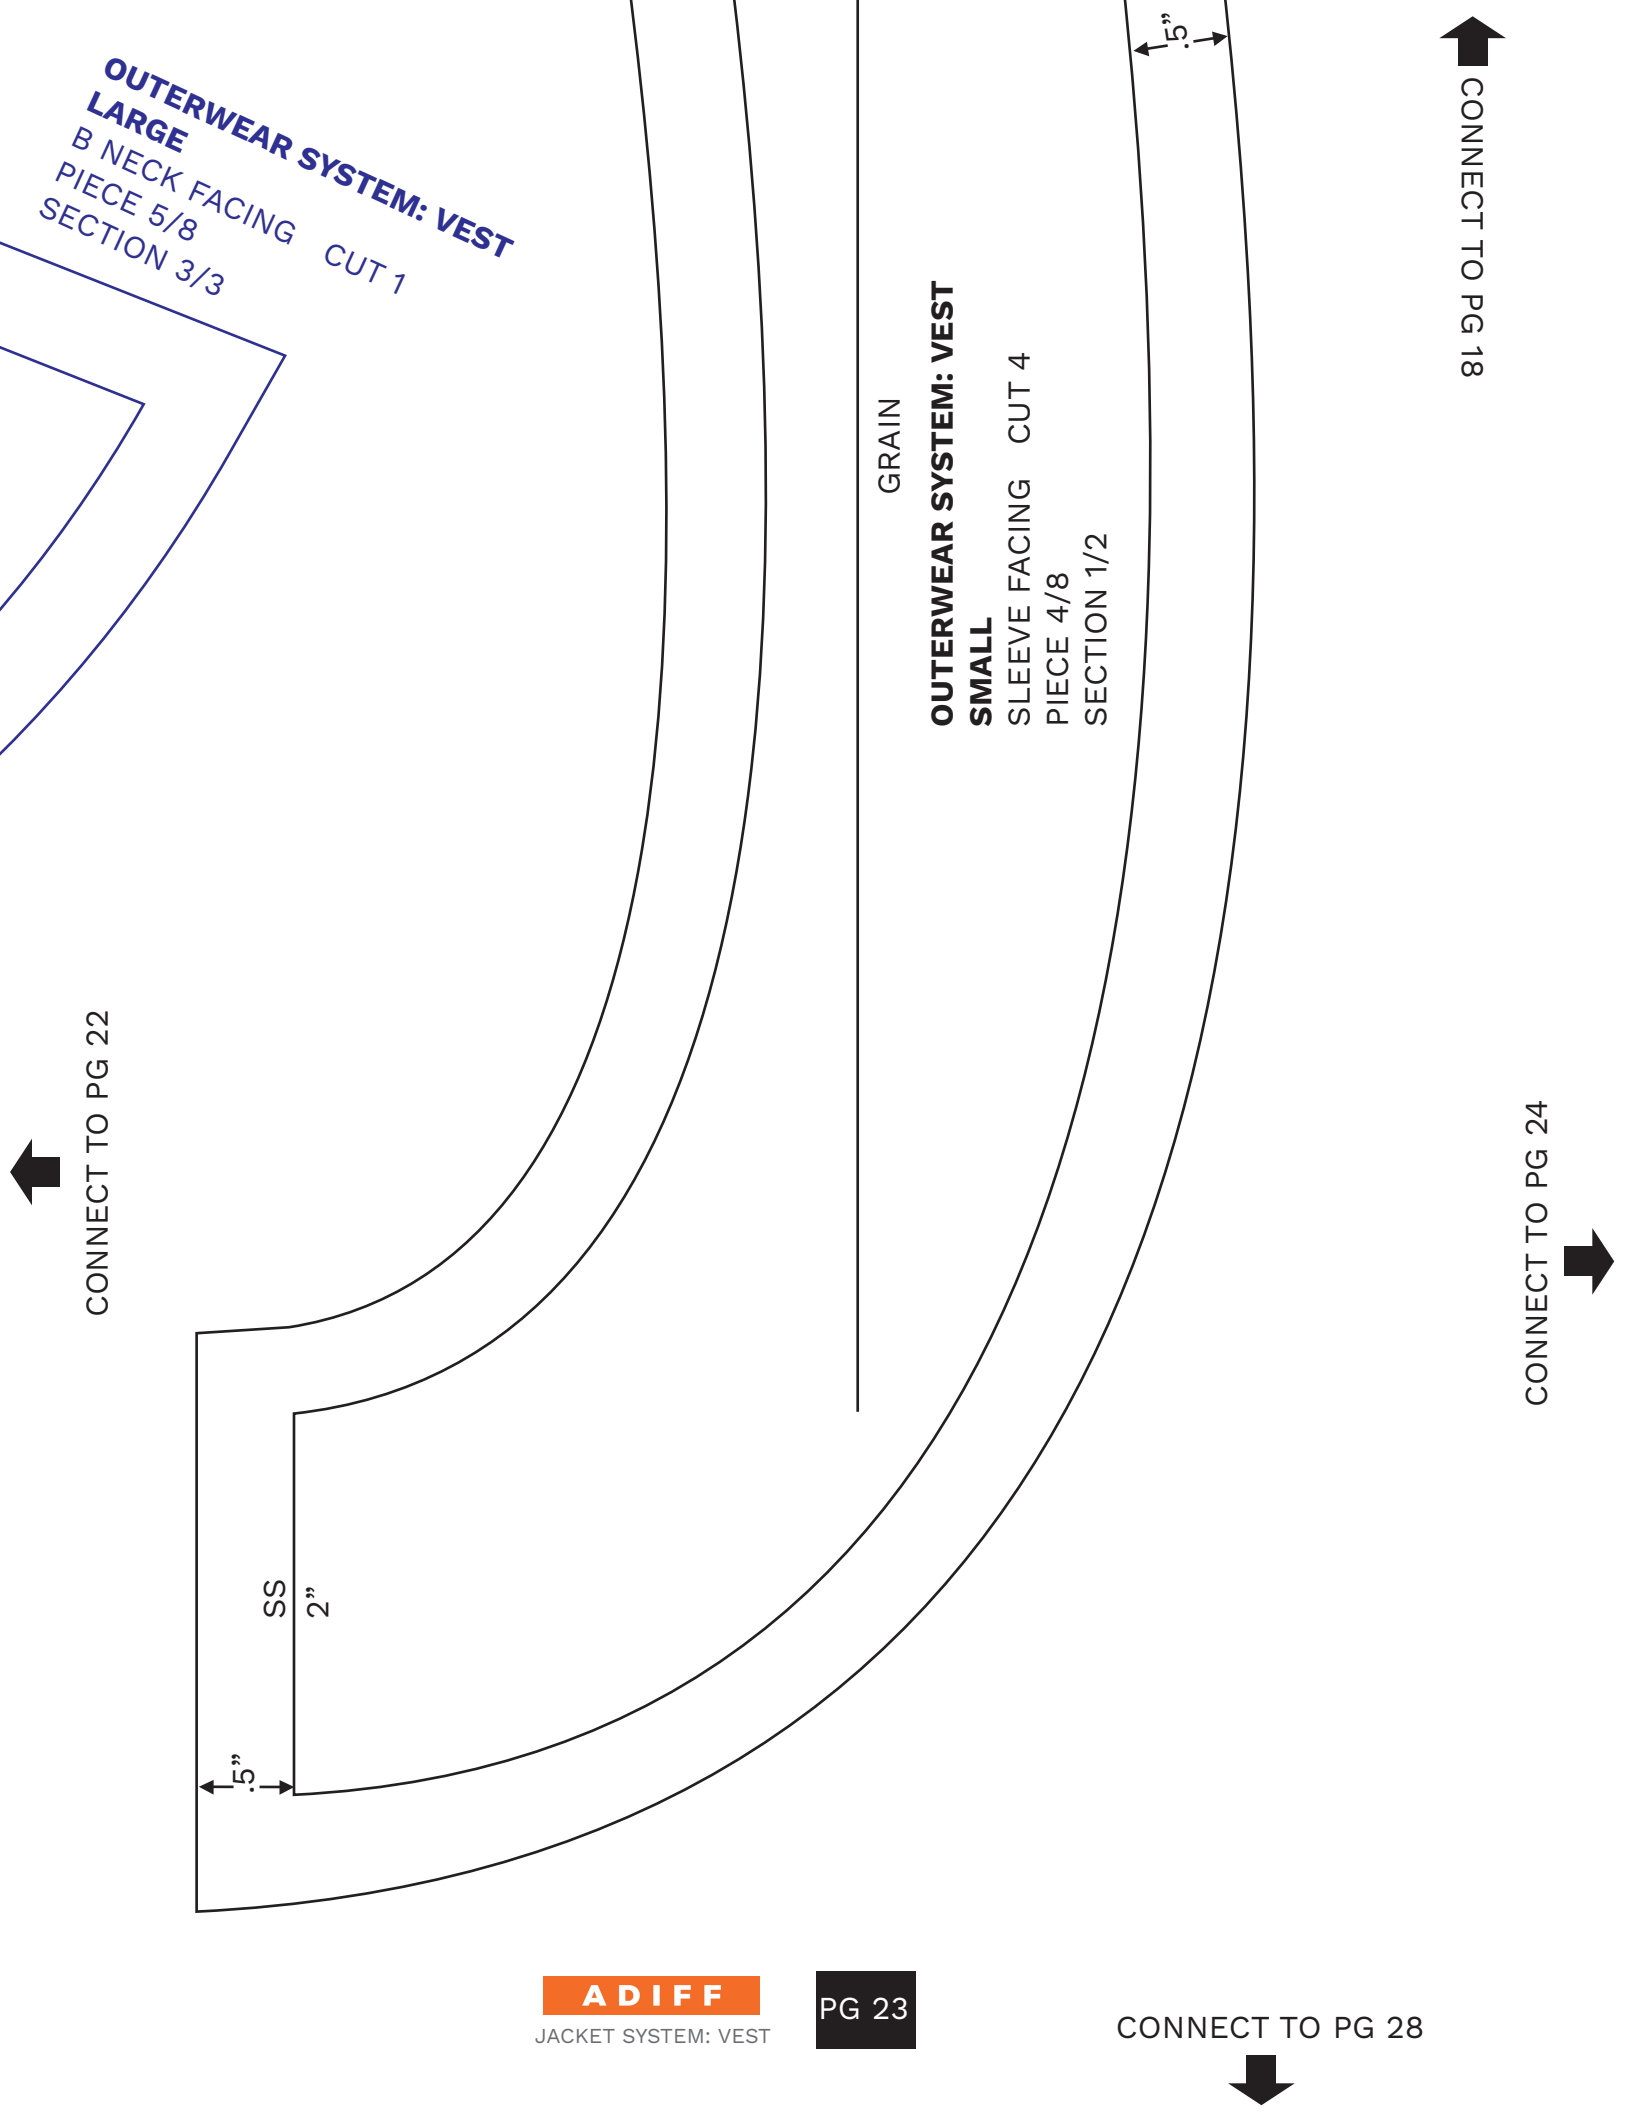 OUTERWEAR SYSTEM: VEST
LARGE
B NECK FACING CUT 1
PIECE 5/8
SECTION 3/3
.5”
CONNECT TO PG 18
GRAIN
OUTERWEAR SYSTEM: VEST
SMALL
SLEEVE FACING CUT 4
PIECE 4/8
SECTION 1/2
CONNECT TO PG 22
CONNECT TO PG 24
SS
2”
.5”
ADIFF
JACKET SYSTEM: VEST
PG 23
CONNECT TO PG 28